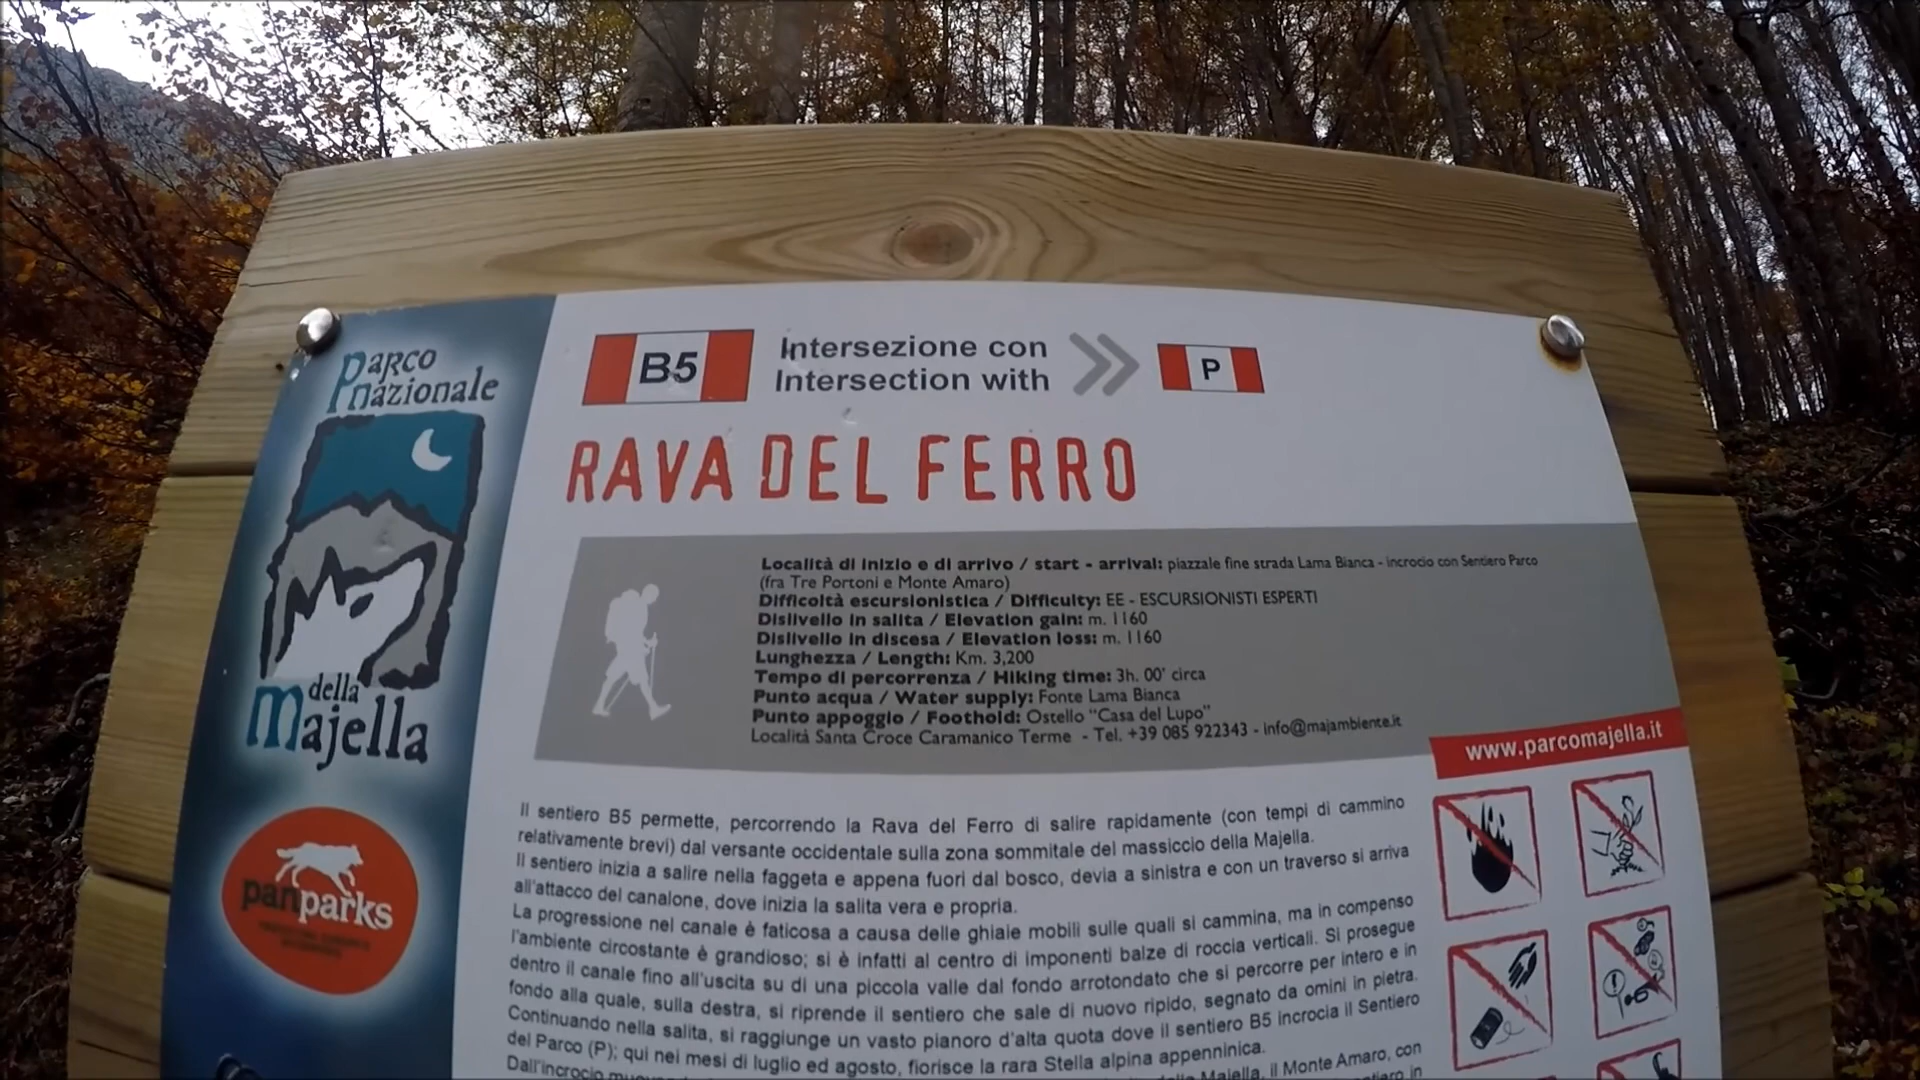 Parco
nazionale
della
Majella
panparks
B5
Intersezione con
Intersection with
P
RAVA DEL FERRO
Località di inizio e di arrivo / start - arrival: piazzale fine strada Lama Bianca - incrocio con Sentiero Parco
(fra Tre Portoni e Monte Amaro)
Difficoltà escursionistica / Difficulty: EE - ESCURSIONISTI ESPERTI
Dislivello in salita / Elevation gain: m. 1160
Dislivello in discesa / Elevation loss: m. 1160
Lunghezza / Length: Km. 3,200
Tempo di percorrenza / Hiking time: 3h. 00' circa
Punto acqua / Water supply: Fonte Lama Bianca
Punto appoggio / Foothold: Ostello "Casa del Lupo"
Località Santa Croce Caramanico Terme - Tel. +39 085 922343 - info@majambiente.it
www.parcomajella.it
Il sentiero B5 permette, percorrendo la Rava del Ferro di salire rapidamente (con tempi di cammino
relativamente brevi) dal versante occidentale sulla zona sommitale del massiccio della Majella.
Il sentiero inizia a salire nella faggeta e appena fuori dal bosco, devia a sinistra e con un traverso si arriva
all'attacco del canalone, dove inizia la salita vera e propria.
La progressione nel canale è faticosa a causa delle ghiaie mobili sulle quali si cammina, ma in compenso
l'ambiente circostante è grandioso; si è infatti al centro di imponenti balze di roccia verticali. Si prosegue
dentro il canale fino all'uscita su di una piccola valle dal fondo arrotondato che si percorre per intero e in
fondo alla quale, sulla destra, si riprende il sentiero che sale di nuovo ripido, segnato da omini in pietra.
Continuando nella salita, si raggiunge un vasto pianoro d'alta quota dove il sentiero B5 incrocia il Sentiero
del Parco (P); qui nei mesi di luglio ed agosto, fiorisce la rara Stella alpina appenninica.
Dall'incrocio Majella, il Monte Amaro, con